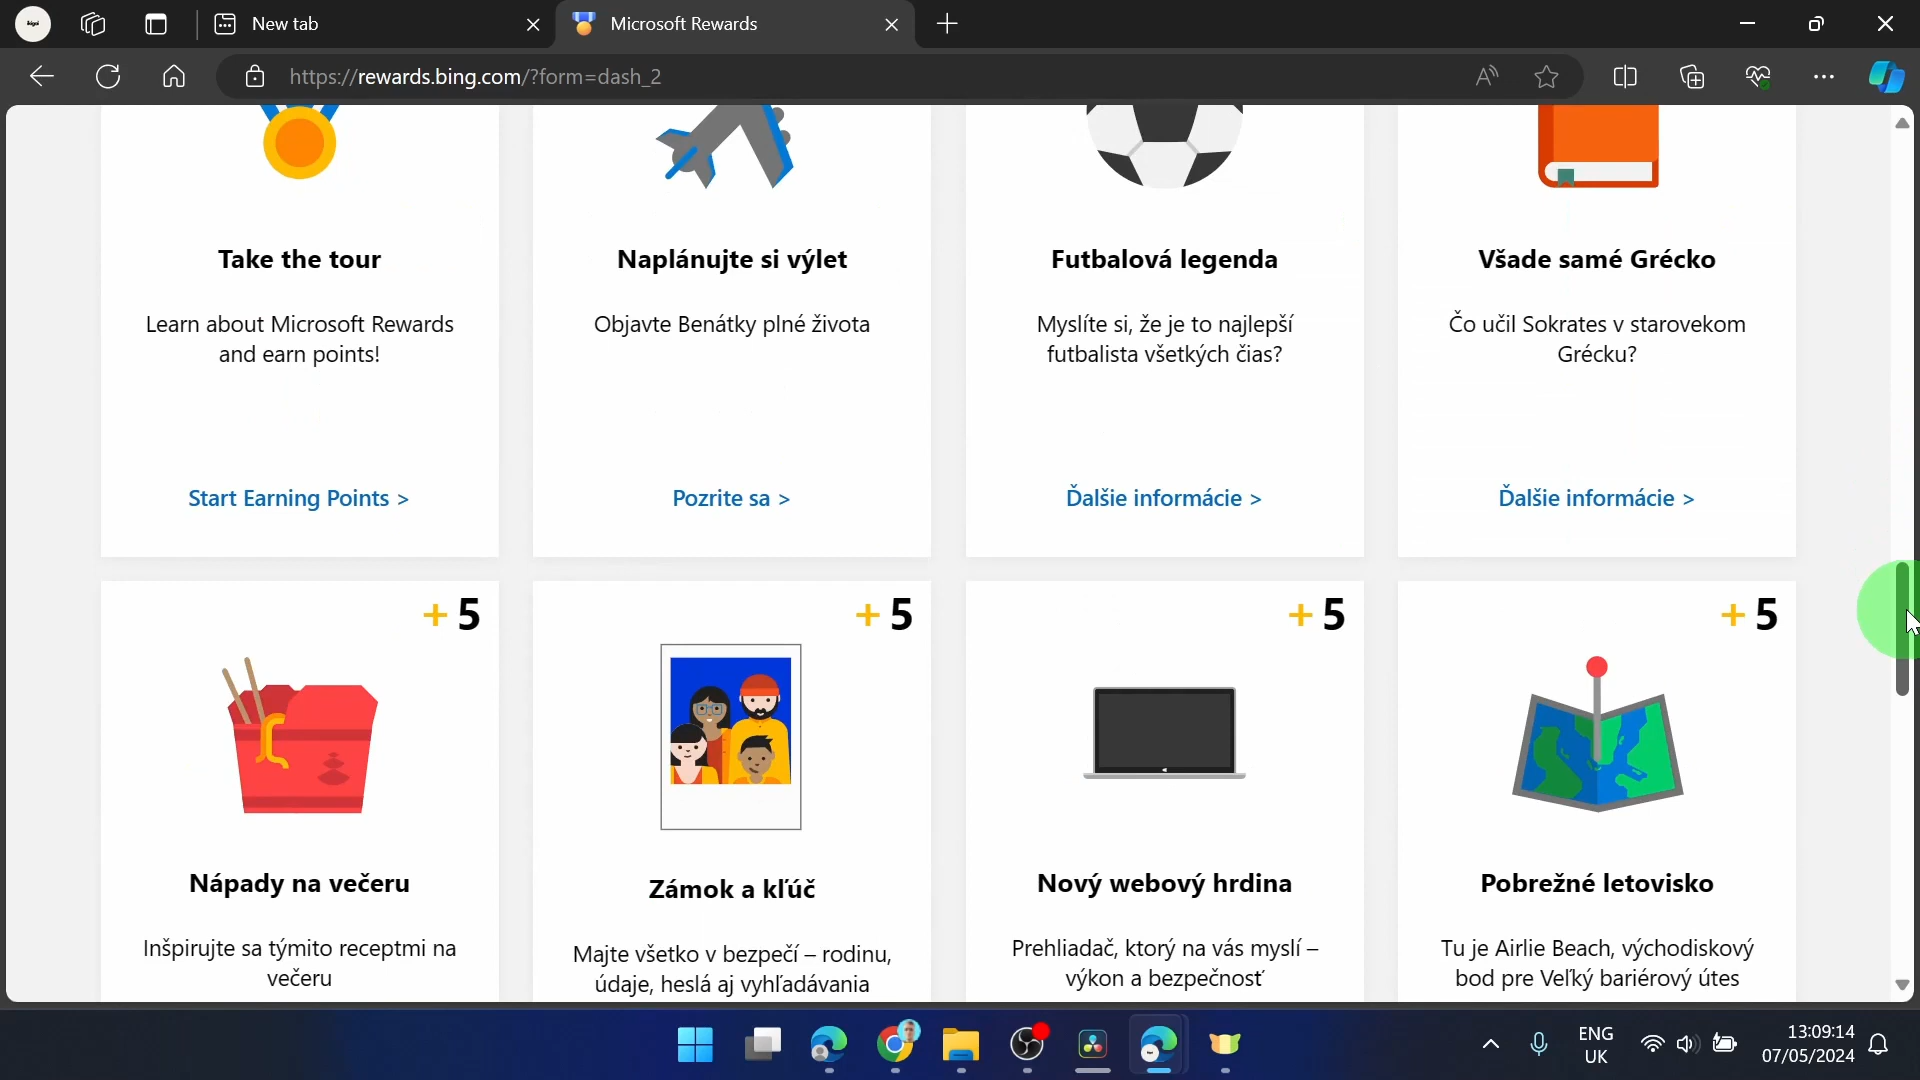 New tab
Microsoft Rewards
https://rewards.bing.com/?form=dash_2
Take the tour
Learn about Microsoft Rewards
and earn points!
Start Earning Points >
Naplánujte si výlet
Objavte Benátky plné života
Pozrite sa >
Futbalová legenda
Myslíte si, že je to najlepší
futbalista všetkých čias?
Ďalšie informácie >
Všade samé Grécko
Čo učil Sokrates v starovekom
Grécku?
Ďalšie informácie >
+5
Nápady na večeru
Inšpirujte sa týmito receptmi na
večeru
+5
Zámok a kľúč
Majte všetko v bezpečí – rodinu,
údaje, heslá aj vyhľadávania
+5
Nový webový hrdina
Prehliadač, ktorý na vás myslí –
výkon a bezpečnosť
+5
Pobrežné letovisko
Tu je Airlie Beach, východiskový
bod pre Veľký bariérový útes
ENG
UK
13:09:14
07/05/2024